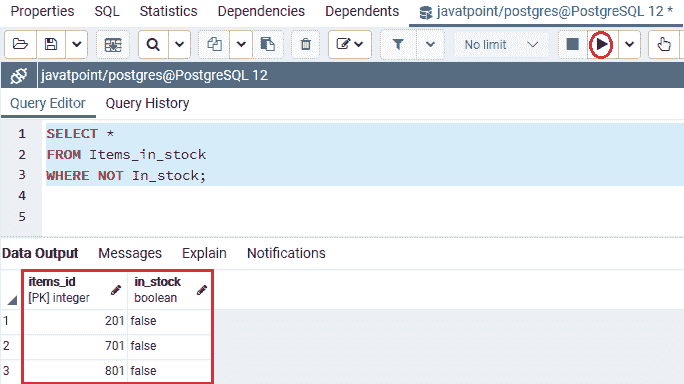 Properties SQL Statistics Dependencies Dependents javatpoint/postgres@PostgreSQL 12 *
No limit
javatpoint/postgres@PostgreSQL 12
Query Editor Query History
1 SELECT *
2 FROM Items_in_stock
3 WHERE NOT In_stock;
4
5
Data Output Messages Explain Notifications
items_id in_stock
[PK] integer boolean
1 201 false
2 701 false
3 801 false